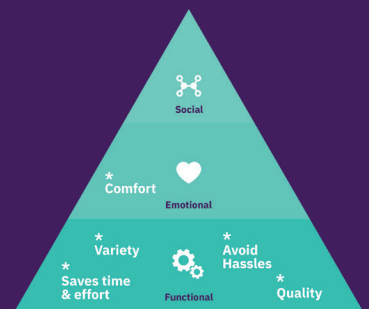 Social
*
Comfort
Emotional
*
Variety
*
Avoid
Hassles
*
Saves time
& effort
Functional
*
Quality